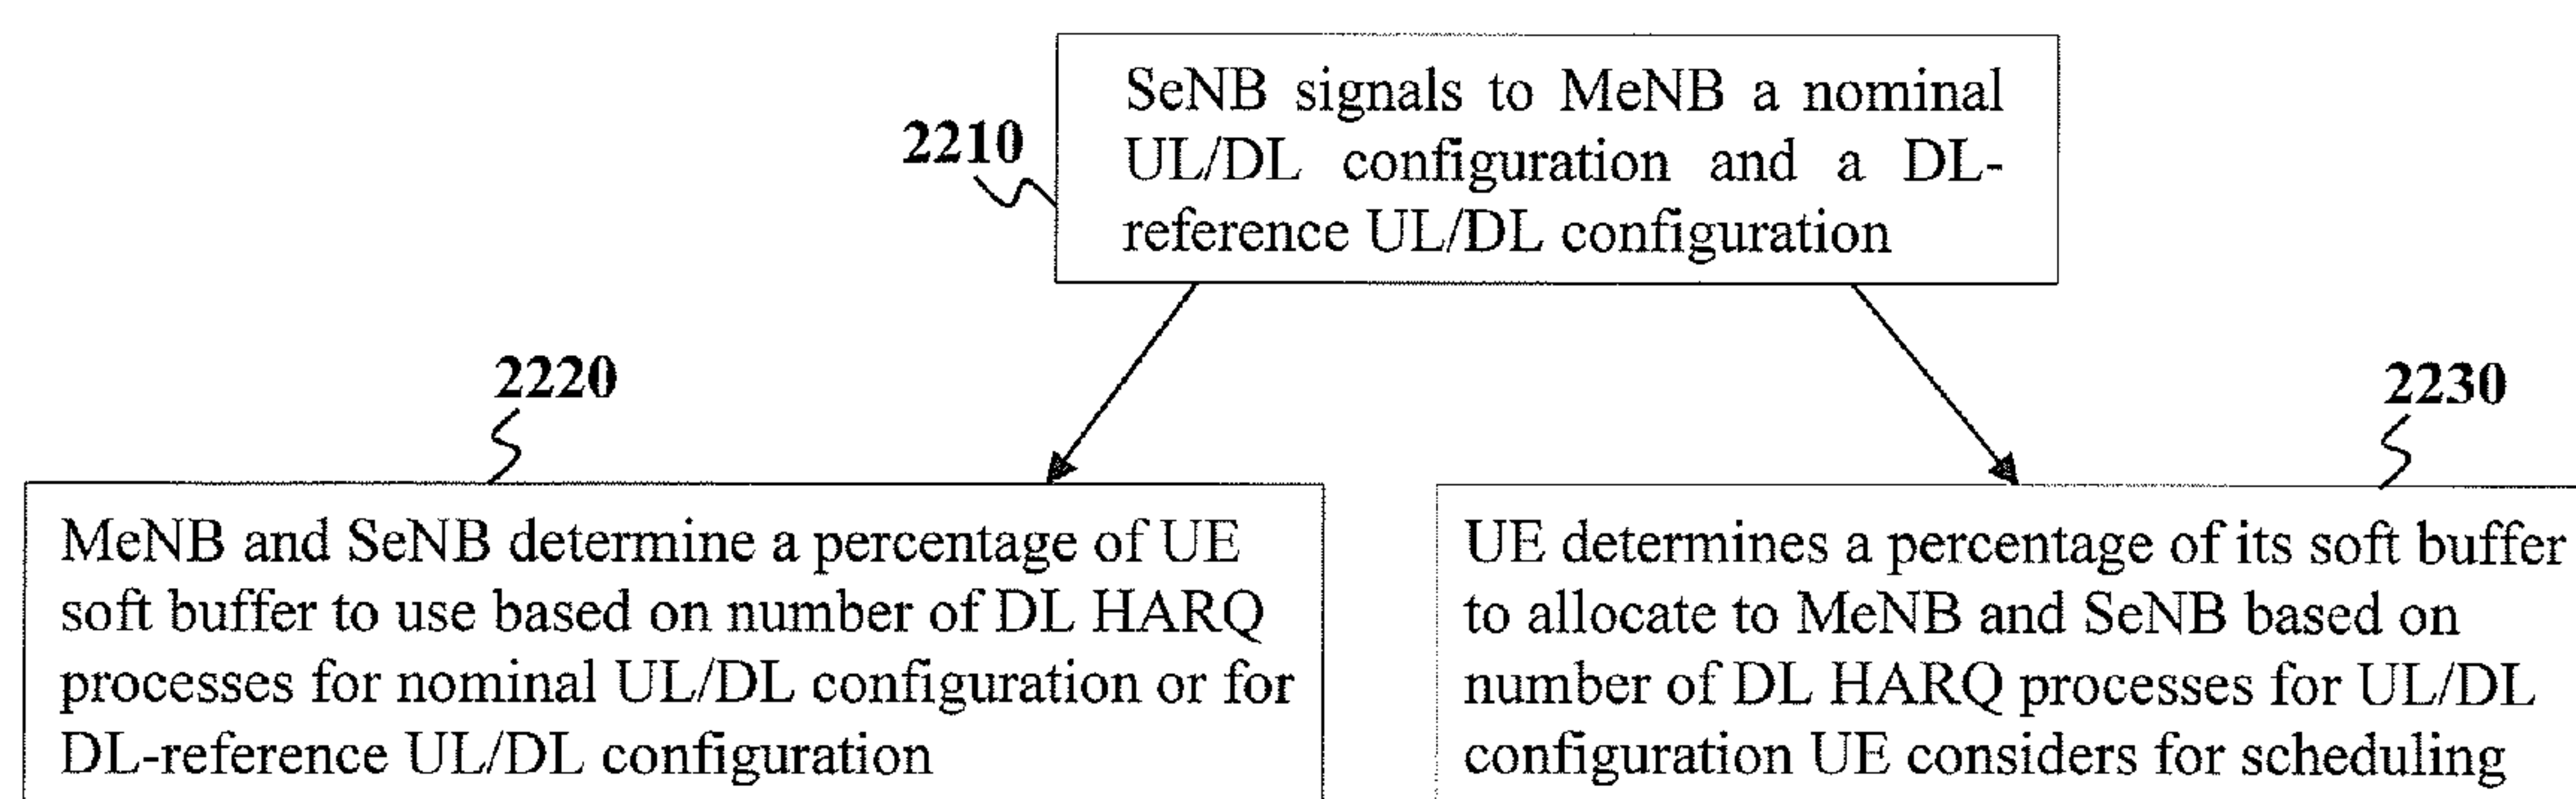 SeNB signals to MeNB a nominal
UL/DL configuration and a DL-
reference UL/DL configuration
2210
2220
2230
MeNB and SeNB determine a percentage of UE
soft buffer to use based on number of DL HARQ
processes for nominal UL/DL configuration or for
DL-reference UL/DL configuration
UE determines a percentage of its soft buffer
to allocate to MeNB and SeNB based on
number of DL HARQ processes for UL/DL
configuration UE considers for scheduling